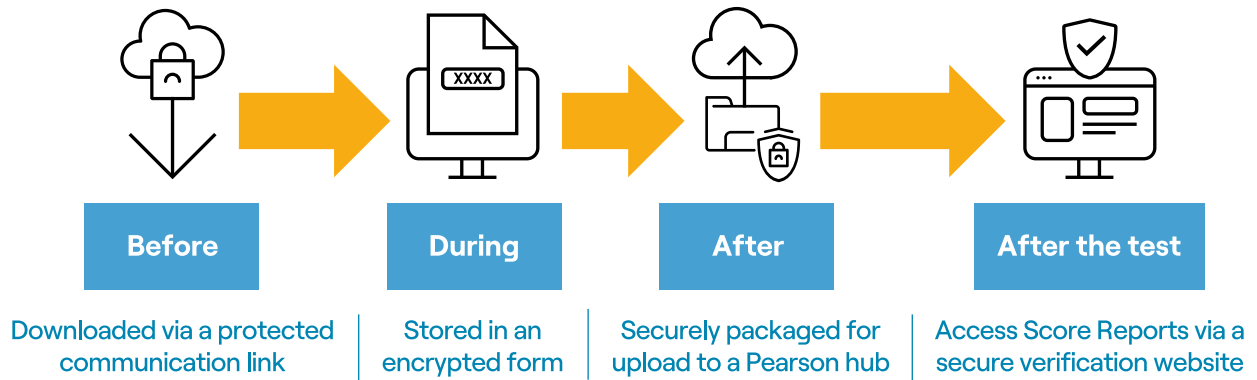 XXXX
Before
During
After
After the test
Downloaded via a protected
communication link
Stored in an
encrypted form
Securely packaged for
upload to a Pearson hub
Access Score Reports via a
secure verification website